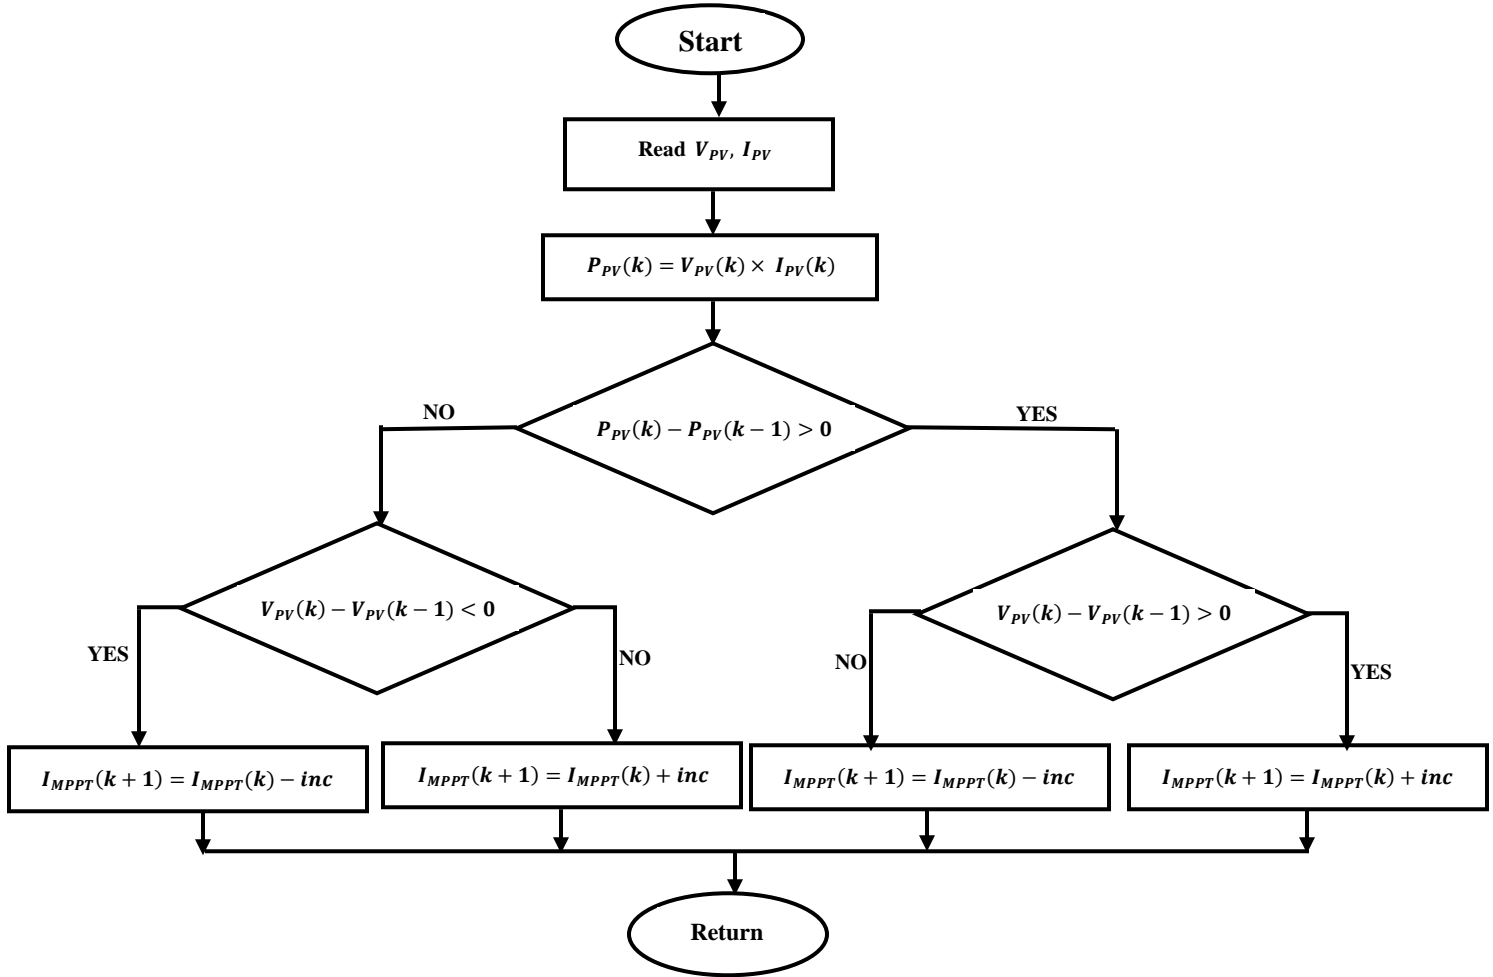 Start
Read V_PV, I_PV
P_PV(k) = V_PV(k) × I_PV(k)
NO
YES
P_PV(k) − P_PV(k − 1) > 0
V_PV(k) − V_PV(k − 1) < 0
V_PV(k) − V_PV(k − 1) > 0
YES
NO
NO
YES
I_MPPT(k + 1) = I_MPPT(k) − inc
I_MPPT(k + 1) = I_MPPT(k) + inc
I_MPPT(k + 1) = I_MPPT(k) − inc
I_MPPT(k + 1) = I_MPPT(k) + inc
Return